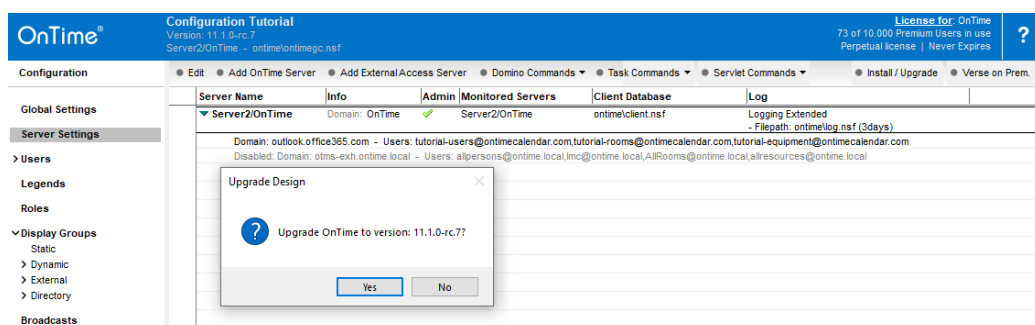 OnTime®
Configuration Tutorial
Version: 11.1.0-rc.7
Server2/OnTime - ontime\ontimegc.nsf
License for: OnTime
73 of 10.000 Premium Users in use
Perpetual license | Never Expires
?
Configuration
Edit
Add OnTime Server
Add External Access Server
Domino Commands
Task Commands
Servlet Commands
Install / Upgrade
Verse on Prem.
Global Settings
Server Settings
Users
Legends
Roles
Display Groups
Static
Dynamic
External
Directory
Broadcasts
Server Name Info Admin Monitored Servers Client Database Log
Server2/OnTime Domain: OnTime Server2/OnTime ontime\client.nsf Logging Extended
- Filepath: ontime\log.nsf (3days)
Domain: outlook.office365.com - Users: tutorial-users@ontimecalendar.com,tutorial-rooms@ontimecalendar.com,tutorial-equipment@ontimecalendar.com
Disabled: Domain: otms-exh.ontime.local - Users: allpersons@ontime.local,lmc@ontime.local,AllRooms@ontime.local,allresources@ontime.local
Upgrade Design
?
Upgrade OnTime to version: 11.1.0-rc.7?
Yes
No